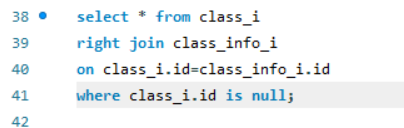 38 select * from class_i
39 right join class_info_i
40 on class_i.id=class_info_i.id
41 where class_i.id is null;
42